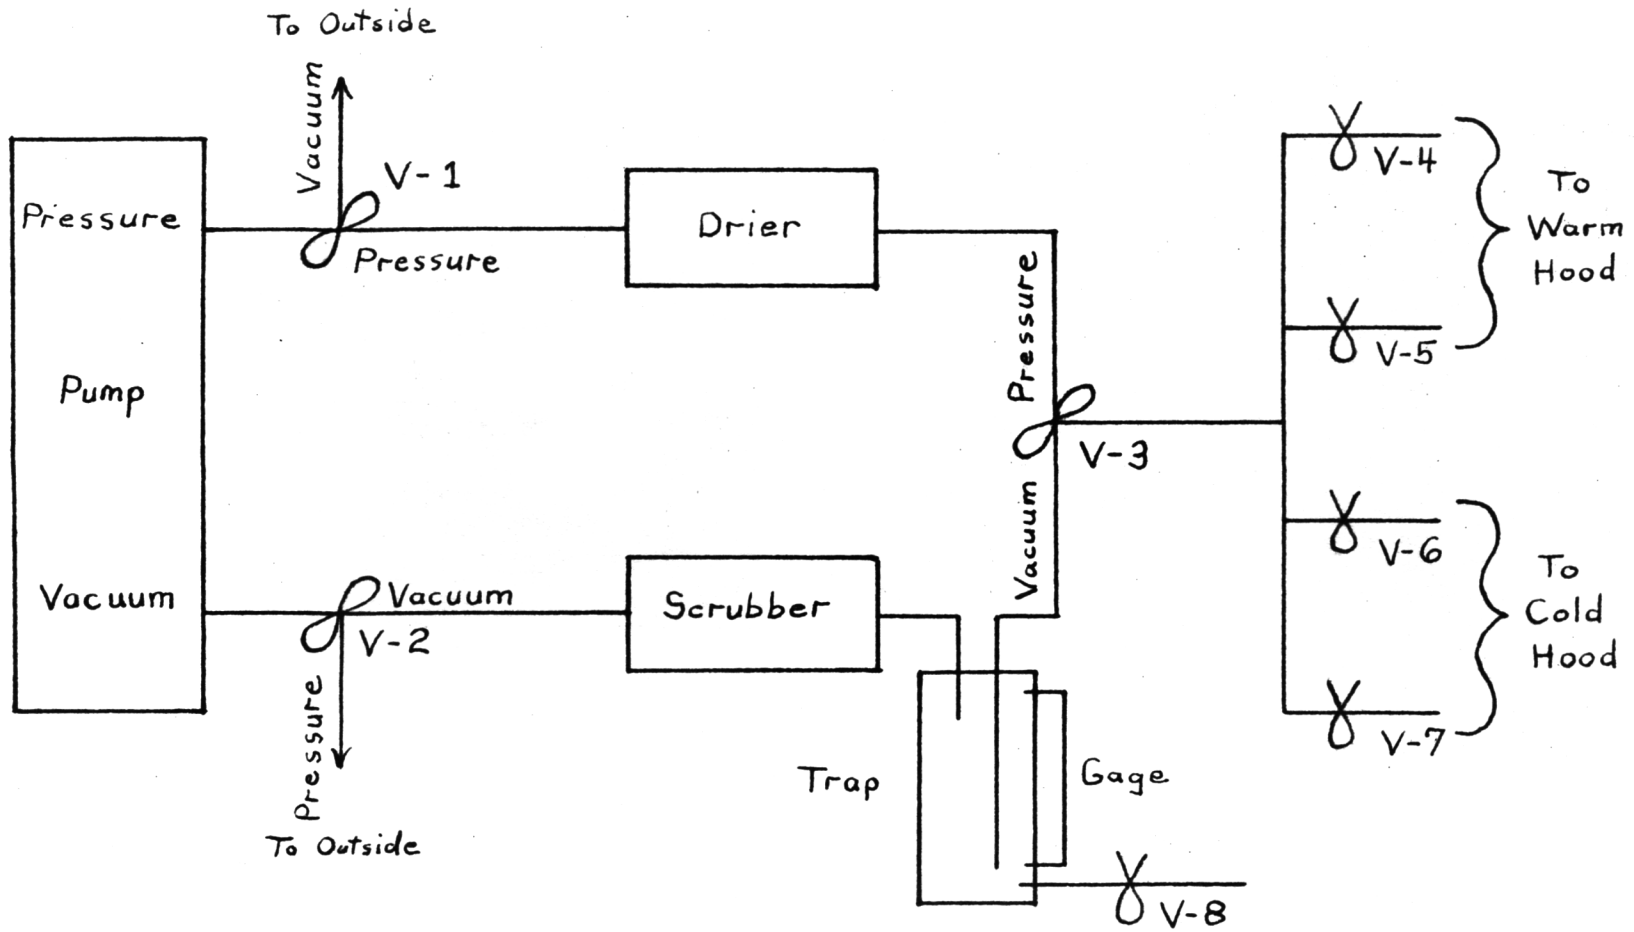 To Outside
Vacuum
V-1
Pressure
Pressure
Drier
Pump
Vacuum
Vacuum
V-2
Pressure
To Outside
Scrubber
Pressure
V-3
Vacuum
Trap
Gage
V-8
V-4
V-5
To
Warm
Hood
V-6
V-7
To
Cold
Hood